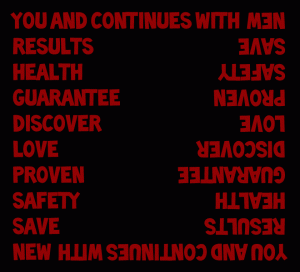 YOU AND CONTINUES WITH NEW
RESULTS SAVE
HEALTH SAFETY
GUARANTEE PROVEN
DISCOVER LOVE
LOVE DISCOVER
PROVEN GUARANTEE
SAFETY HEALTH
SAVE RESULTS
NEW YOU AND CONTINUES WITH